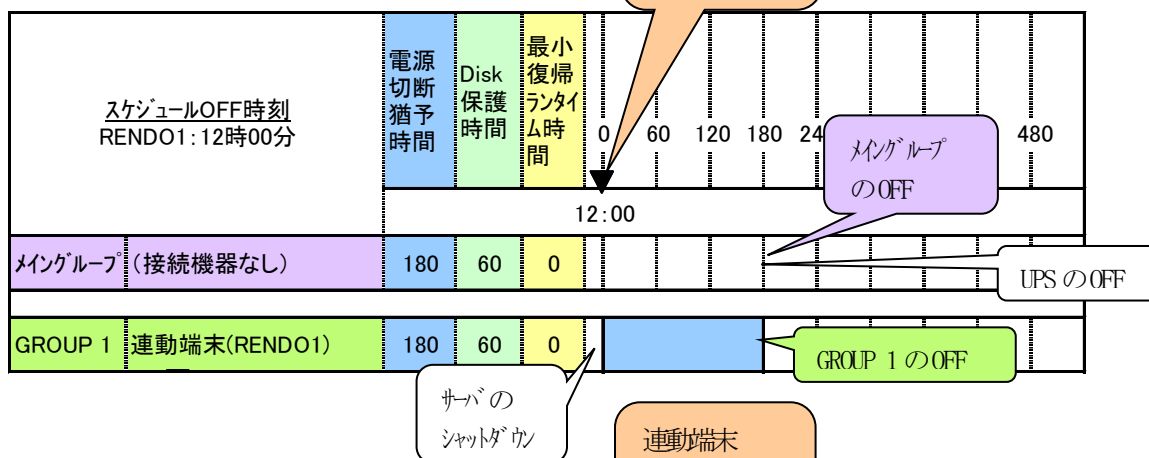 スケジュールOFF時刻
RENDO1:12時00分
電源
切断
猶予
時間
Disk
保護
時間
最小
復帰
ランタイ
ム時
間
0 60 120 180 24 480
12:00
メイングループ
のOFF
メイングループ (接続機器なし) 180 60 0
UPS のOFF
GROUP 1 連動端末(RENDO1) 180 60 0
GROUP 1 のOFF
サーバの
シャットダウン
連動端末